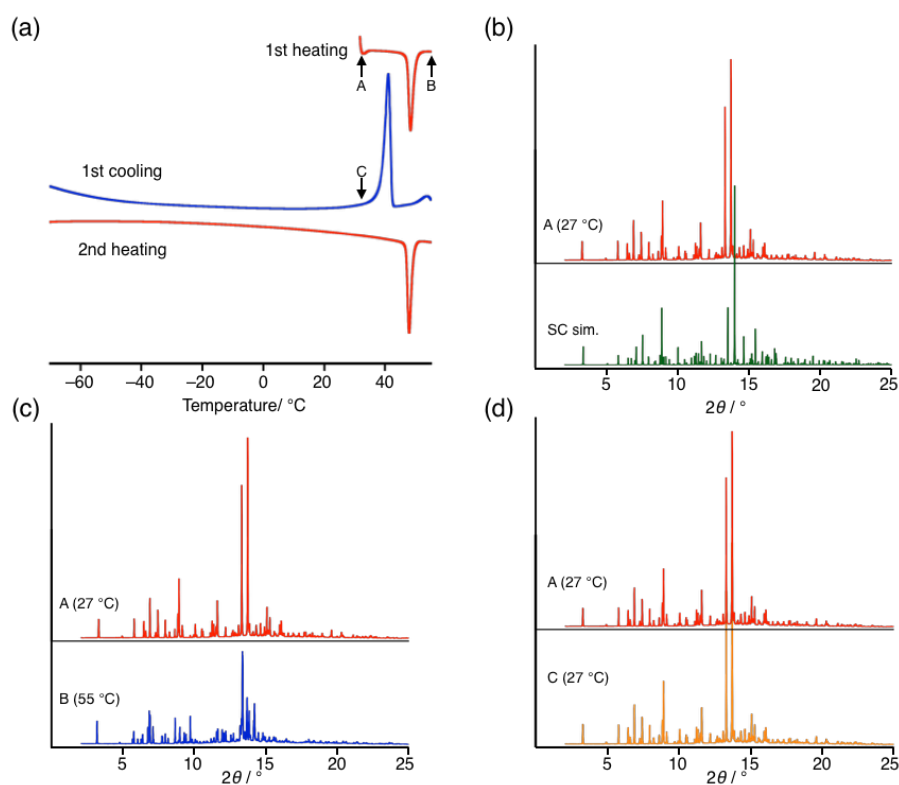 (a)
1st heating
A
B
1st cooling
C
2nd heating
−60
−40
−20
0
20
40
Temperature/ °C
(b)
A (27 °C)
SC sim.
5
10
15
20
25
2θ / °
(c)
A (27 °C)
B (55 °C)
5
10
15
20
25
2θ / °
(d)
A (27 °C)
C (27 °C)
5
10
15
20
25
2θ / °